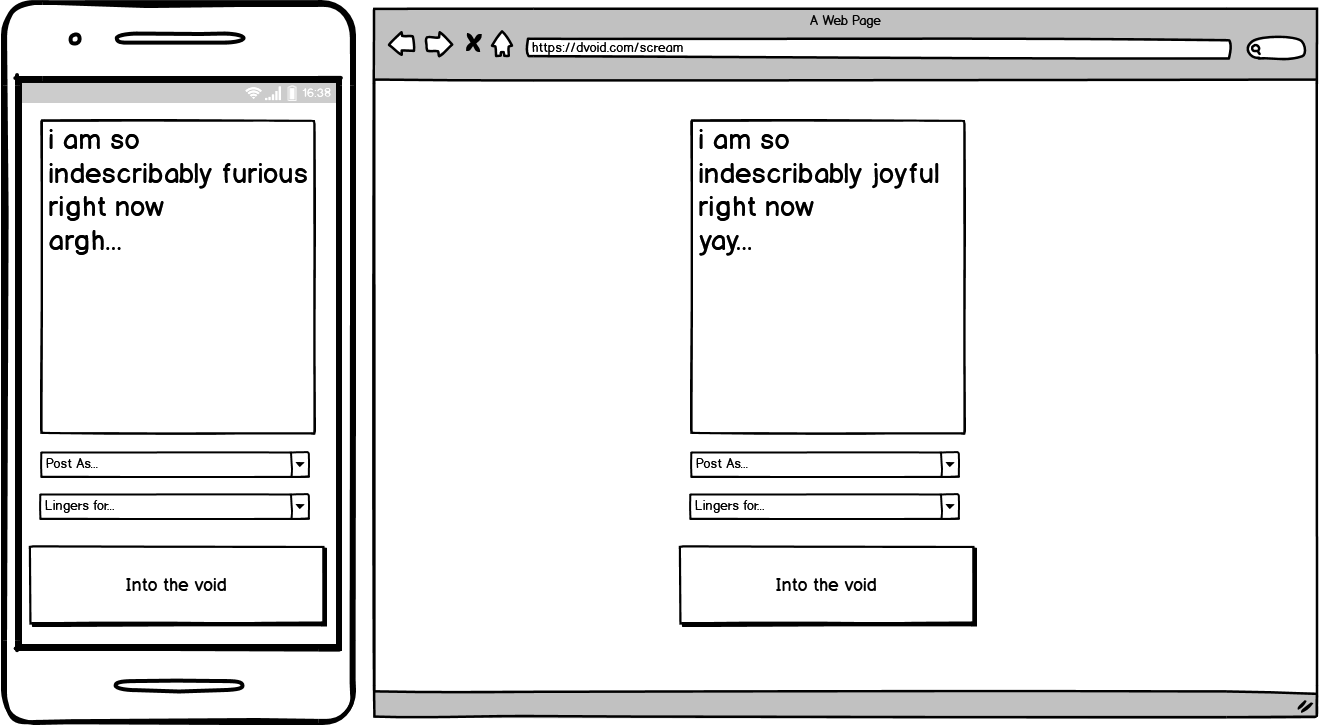 16:38
i am so
indescribably furious
right now
argh...
Post As...
Lingers for...
Into the void
A Web Page
https://dvoid.com/scream
i am so
indescribably joyful
right now
yay...
Post As...
Lingers for...
Into the void